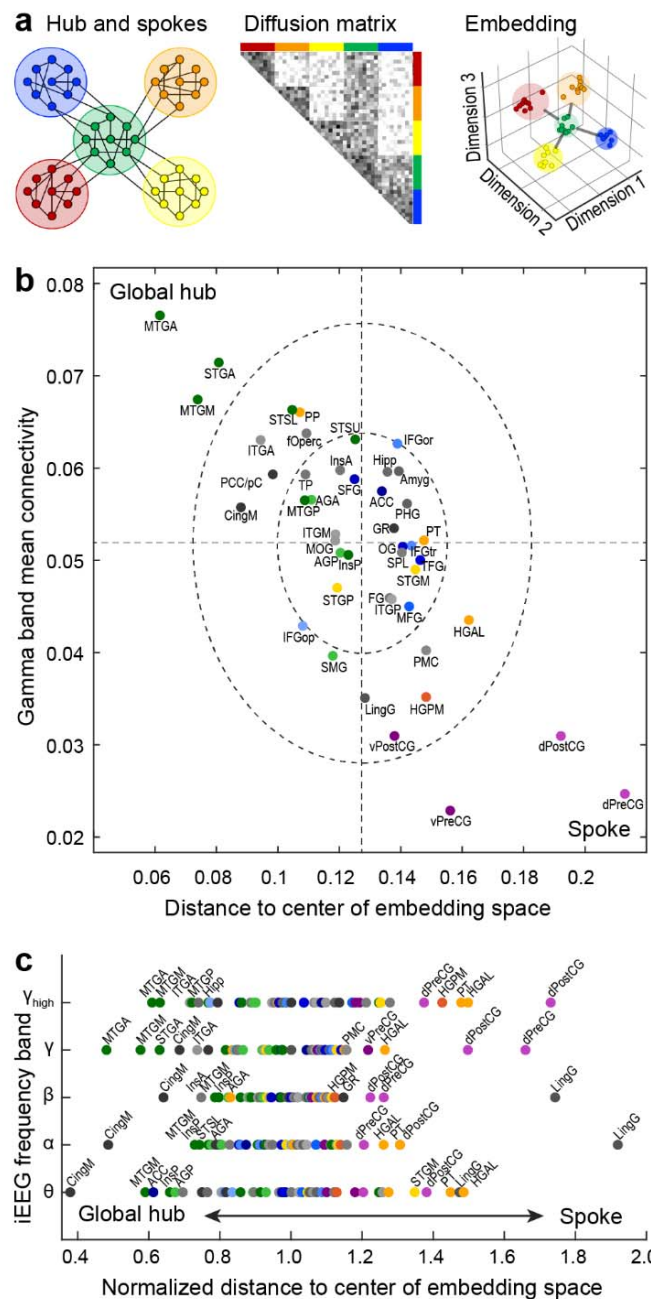 a Hub and spokes Diffusion matrix Embedding
Dimension 3
Dimension 2
Dimension 1
b
Global hub
Gamma band mean connectivity
0.08
0.07
0.06
0.05
0.04
0.03
0.02
MTGA
STGA
MTGM
STSL
PP
STSU
IFGor
ITGA
fOperc
InsA
Hipp
Amyg
PCC/pC
TP
SFG
ACC
CingM
MTGP
AGA
PHG
ITGM
GR
PT
MOG
OG
IFGtr
AGP
InsP
SPL
TFG
STGM
STGP
FG
ITGP
MFG
IFGop
HGAL
SMG
PMC
LingG
HGPM
vPostCG
dPostCG
vPreCG
dPreCG
Spoke
0.06 0.08 0.1 0.12 0.14 0.16 0.18 0.2 0.22
Distance to center of embedding space
c
iEEG frequency band
γhigh
MTGA MTGM ITGA MTGP Hipp dPreCG HGPM PT HGAL dPostCG
γ
MTGA MTGM STGA CingM ITGA PMC vPreCG HGAL dPostCG dPreCG
β
CingM InsA MTGM InsP AGA HGPM GR dPostCG dPreCG LingG
α
CingM MTGM InsP STSL AGA dPreCG HGAL PT dPostCG LingG
θ
CingM MTGM ACC InsP AGP STGM dPostCG PT LingG HGAL
Global hub Spoke
0.4 0.6 0.8 1.0 1.2 1.4 1.6 1.8 2.0
Normalized distance to center of embedding space